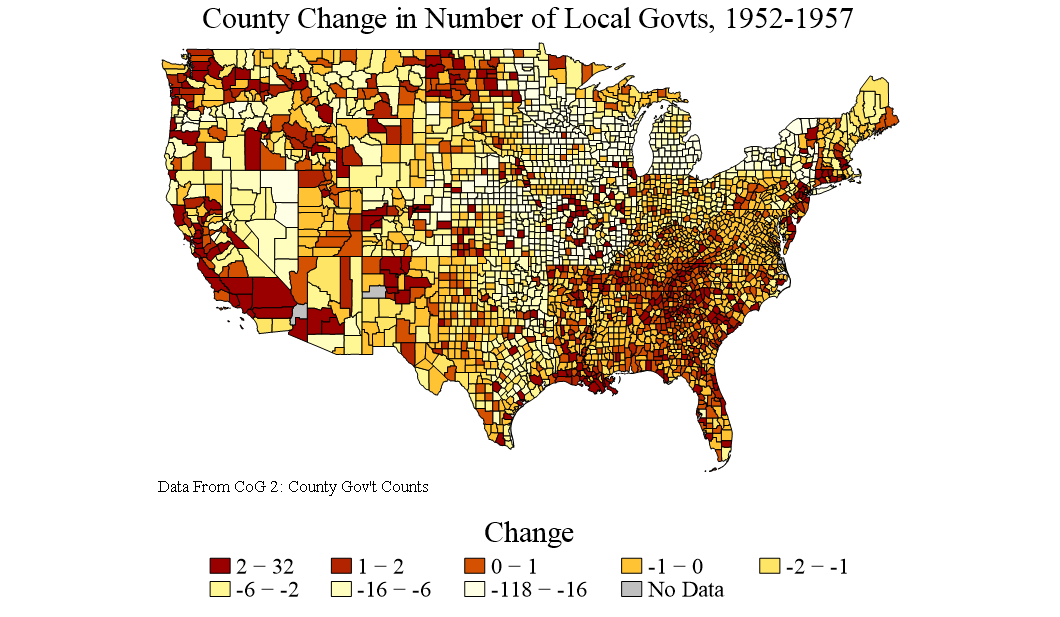 County Change in Number of Local Govts, 1952-1957
Data From CoG 2: County Gov't Counts
Change
2 − 32 1 − 2 0 − 1 -1 − 0 -2 − -1
-6 − -2 -16 − -6 -118 − -16 No Data